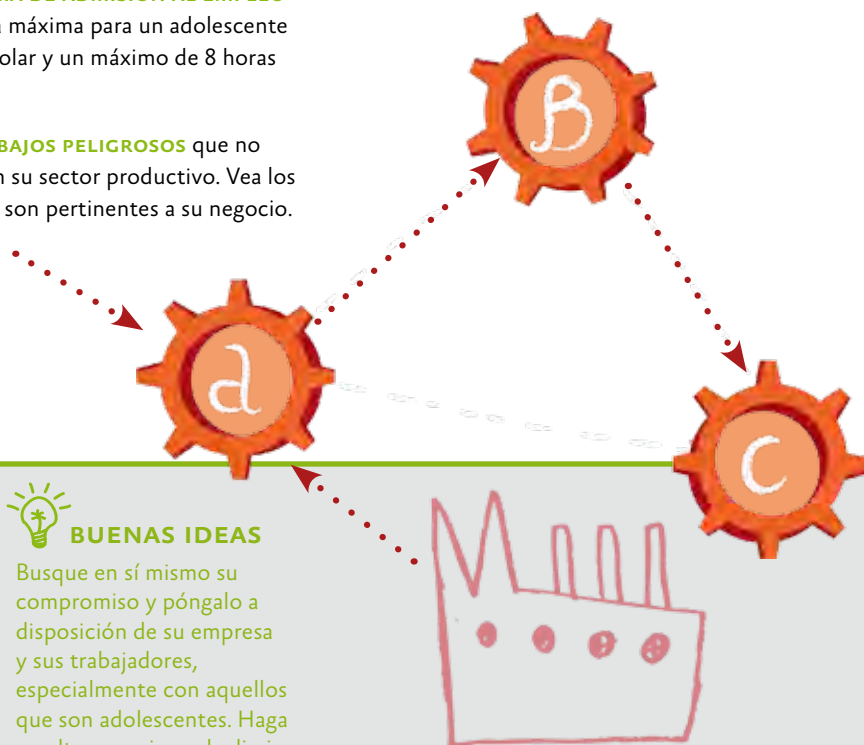 máxima para un adolescente
y un máximo de 8 horas
PELIGROSOS que no
su sector productivo. Vea los
son pertinentes a su negocio.
B
a
C
BUENAS IDEAS
Busque en sí mismo su
compromiso y póngalo a
disposición de su empresa
y sus trabajadores,
especialmente con aquellos
que son adolescentes. Haga